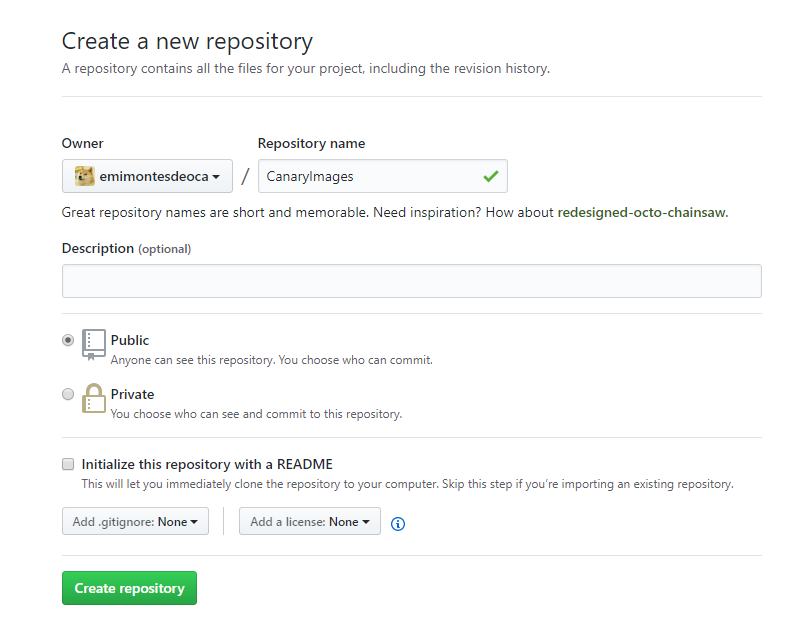 Create a new repository
A repository contains all the files for your project, including the revision history.
Owner
Repository name
emimontesdeoca / CanaryImages
Great repository names are short and memorable. Need inspiration? How about redesigned-octo-chainsaw.
Description (optional)
Public
Anyone can see this repository. You choose who can commit.
Private
You choose who can see and commit to this repository.
Initialize this repository with a README
This will let you immediately clone the repository to your computer. Skip this step if you’re importing an existing repository.
Add .gitignore: None
Add a license: None
Create repository